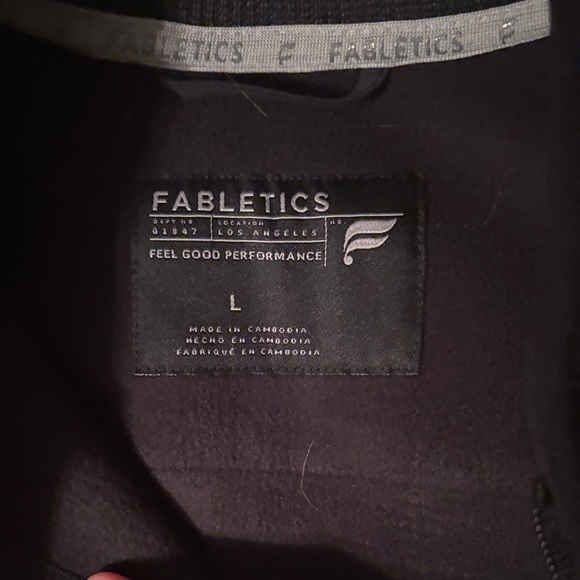 FABLETICS FABLETICS
FABLETICS
DEPT NO LOCATION NO.
01847 LOS ANGELES
FEEL GOOD PERFORMANCE
L
MADE IN CAMBODIA
HECHO EN CAMBODIA
FABRIQUÉ EN CAMBODIA